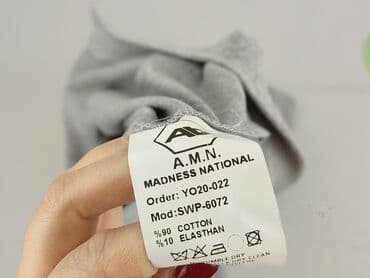 A.M.N.
MADNESS NATIONAL
Order: YO20-022
Mod:SWP-6072
%90 COTTON
%10 ELASTHAN